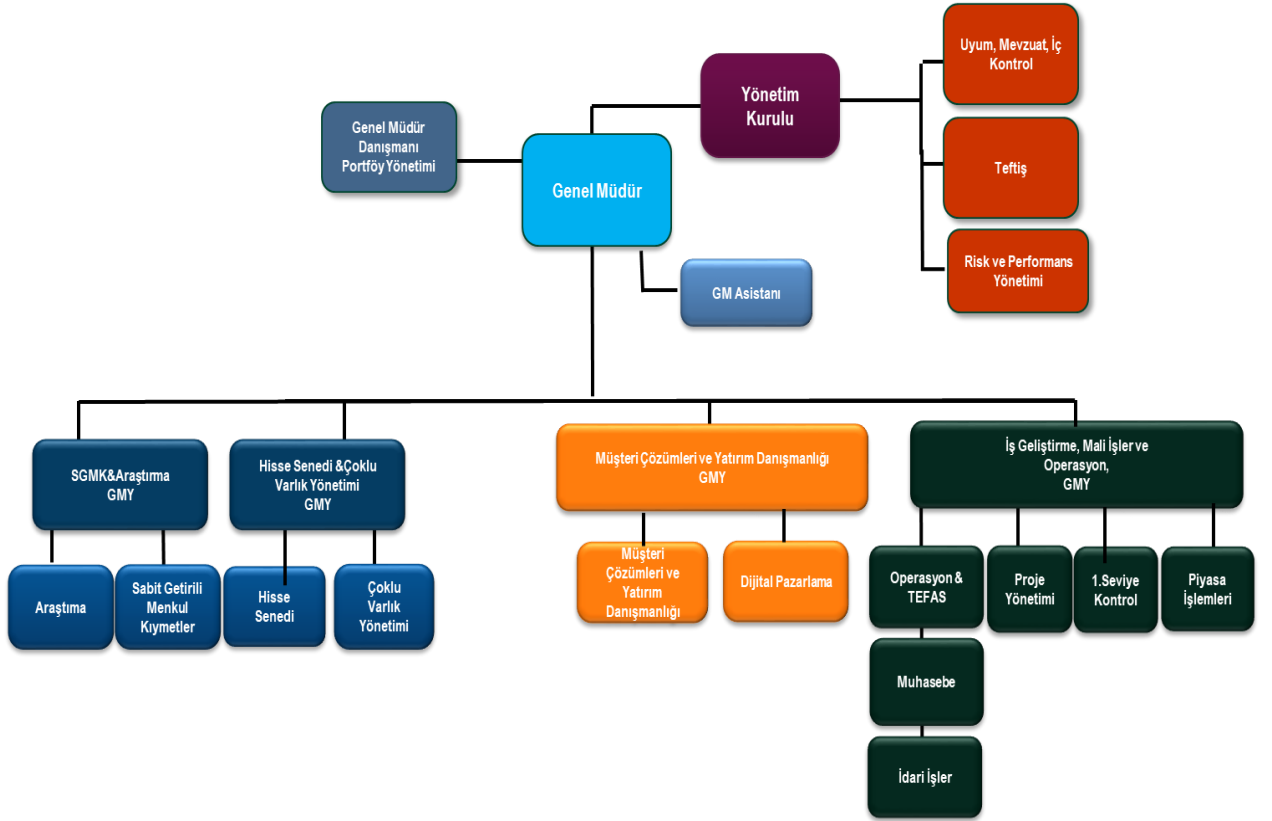 Uyum, Mevzuat, İç
Kontrol
Yönetim
Kurulu
Genel Müdür
Danışmanı
Portföy Yönetimi
Teftiş
Genel Müdür
Risk ve Performans
Yönetimi
GM Asistanı
SGMK&Araştırma
GMY
Hisse Senedi &Çoklu
Varlık Yönetimi
GMY
Müşteri Çözümleri ve Yatırım Danışmanlığı
GMY
İş Geliştirme, Mali İşler ve
Operasyon,
GMY
Araştıma
Sabit Getirili
Menkul
Kıymetler
Hisse
Senedi
Çoklu
Varlık
Yönetimi
Müşteri
Çözümleri ve
Yatırım
Danışmanlığı
Dijital Pazarlama
Operasyon &
TEFAS
Proje
Yönetimi
1.Seviye
Kontrol
Piyasa
İşlemleri
Muhasebe
İdari İşler